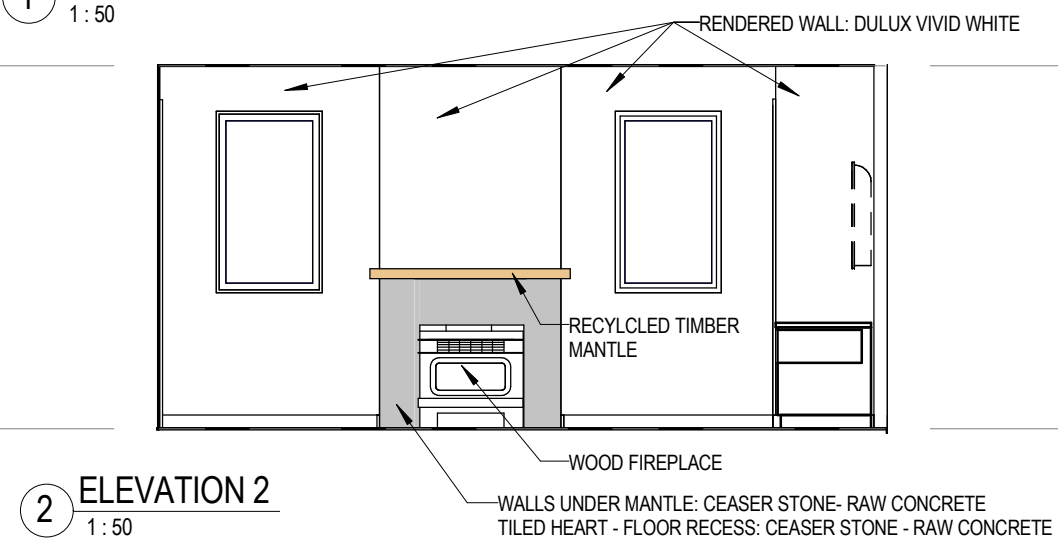 1
1 : 50
RENDERED WALL: DULUX VIVID WHITE
RECYLCLED TIMBER
MANTLE
WOOD FIREPLACE
WALLS UNDER MANTLE: CEASER STONE- RAW CONCRETE
TILED HEART - FLOOR RECESS: CEASER STONE - RAW CONCRETE
2 ELEVATION 2
1 : 50